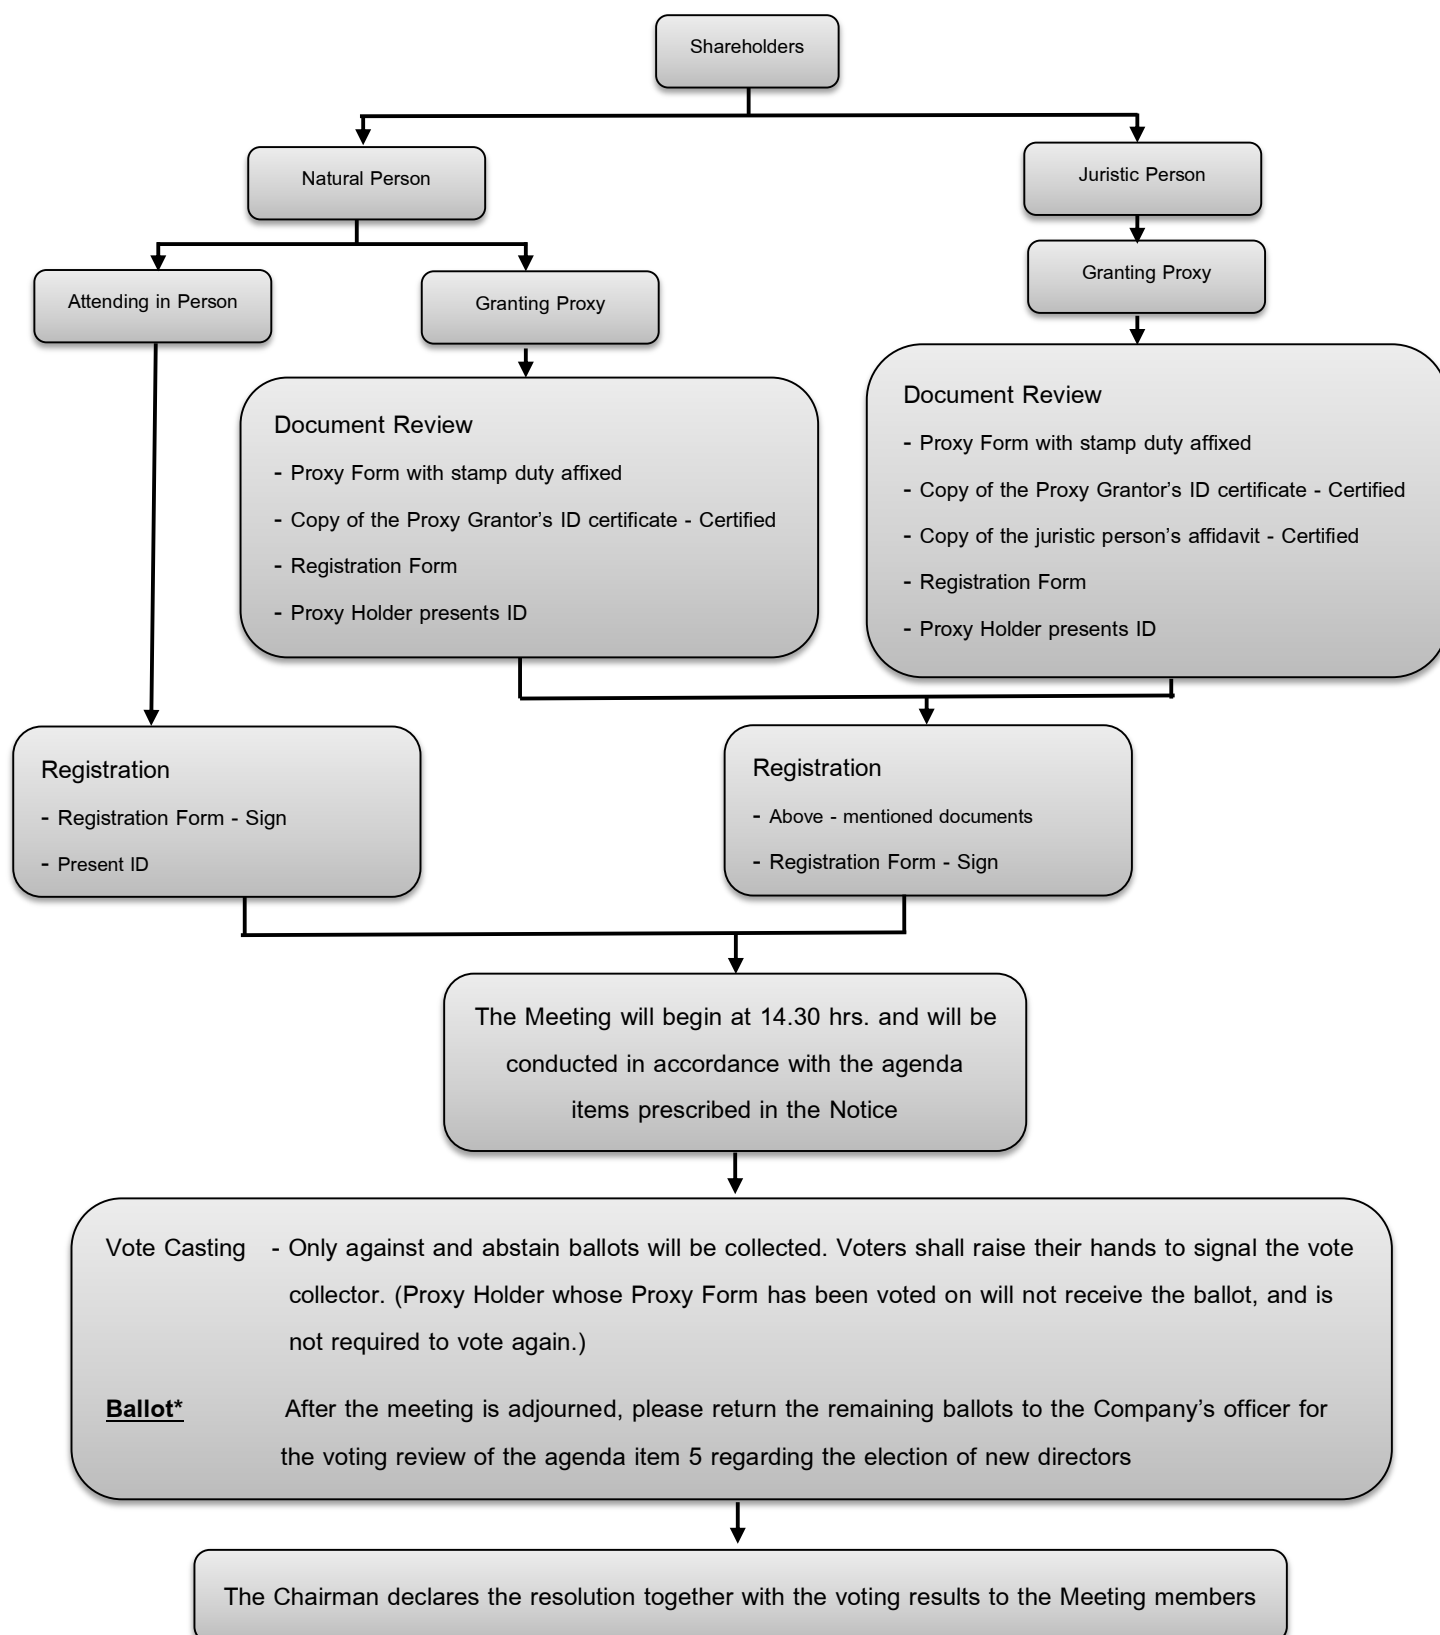 Shareholders
Natural Person
Juristic Person
Attending in Person
Granting Proxy
Granting Proxy
Document Review
- Proxy Form with stamp duty affixed
- Copy of the Proxy Grantor’s ID certificate - Certified
- Registration Form
- Proxy Holder presents ID
Document Review
- Proxy Form with stamp duty affixed
- Copy of the Proxy Grantor’s ID certificate - Certified
- Copy of the juristic person’s affidavit - Certified
- Registration Form
- Proxy Holder presents ID
Registration
- Registration Form - Sign
- Present ID
Registration
- Above - mentioned documents
- Registration Form - Sign
The Meeting will begin at 14.30 hrs. and will be
conducted in accordance with the agenda
items prescribed in the Notice
Vote Casting - Only against and abstain ballots will be collected. Voters shall raise their hands to signal the vote
collector. (Proxy Holder whose Proxy Form has been voted on will not receive the ballot, and is
not required to vote again.)
Ballot* After the meeting is adjourned, please return the remaining ballots to the Company’s officer for
the voting review of the agenda item 5 regarding the election of new directors
The Chairman declares the resolution together with the voting results to the Meeting members